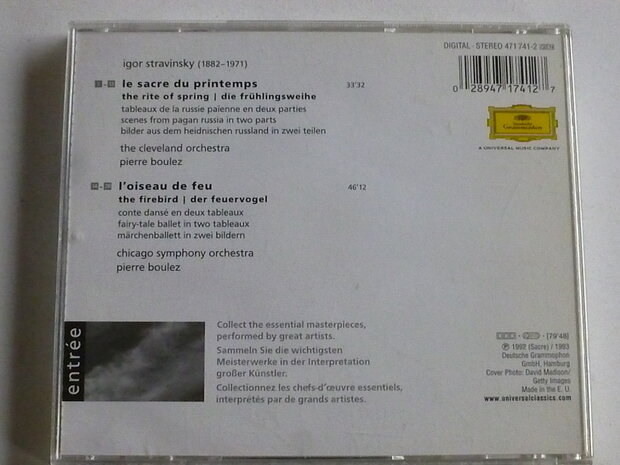 DIGITAL · STEREO 471 741-2
igor stravinsky (1882–1971)
le sacre du printemps 33'32
the rite of spring | die frühlingsweihe
tableaux de la russie païenne en deux parties
scenes from pagan russia in two parts
bilder aus dem heidnischen russland in zwei teilen
the cleveland orchestra
pierre boulez
l'oiseau de feu 46'12
the firebird | der feuervogel
conte dansé en deux tableaux
fairy-tale ballet in two tableaux
märchenballett in zwei bildern
chicago symphony orchestra
pierre boulez
0 28947 17412 7
Deutsche
Grammophon
A UNIVERSAL MUSIC COMPANY
entrée
Collect the essential masterpieces,
performed by great artists.
Sammeln Sie die wichtigsten
Meisterwerke in der Interpretation
großer Künstler.
Collectionnez les chefs-d'œuvre essentiels,
interprétés par de grands artistes.
[79'48]
℗ 1992 (Sacre) / 1993
Deutsche Grammophon
GmbH, Hamburg
Cover Photo: David Madison/
Getty Images
Made in the E. U.
www.universalclassics.com